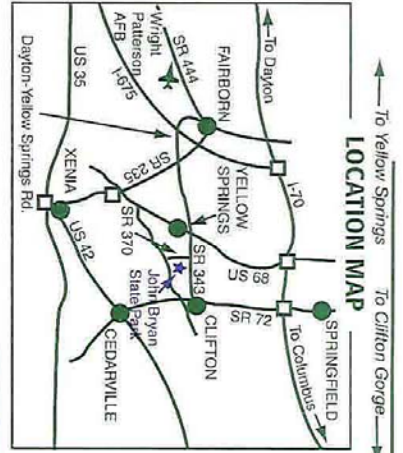 To Yellow Springs
To Clifton Gorge
LOCATION MAP
To Dayton
I-70
To Columbus
SPRINGFIELD
SR 72
US 68
FAIRBORN
SR 444
Wright
Patterson
AFB
I-675
YELLOW
SPRINGS
SR 343
CLIFTON
SR 235
SR 370
John Bryan
State Park
XENIA
US 42
CEDARVILLE
US 35
Dayton-Yellow Springs Rd.